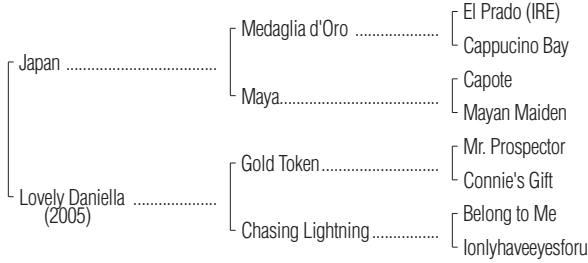 El Prado (IRE)
Medaglia d'Oro ....................
Cappucino Bay
Japan .....................................
Capote
Maya.......................................
Mayan Maiden
Mr. Prospector
Gold Token.............................
Connie's Gift
Lovely Daniella ....................
(2005)
Belong to Me
Chasing Lightning................
Ionlyhaveeyesforu